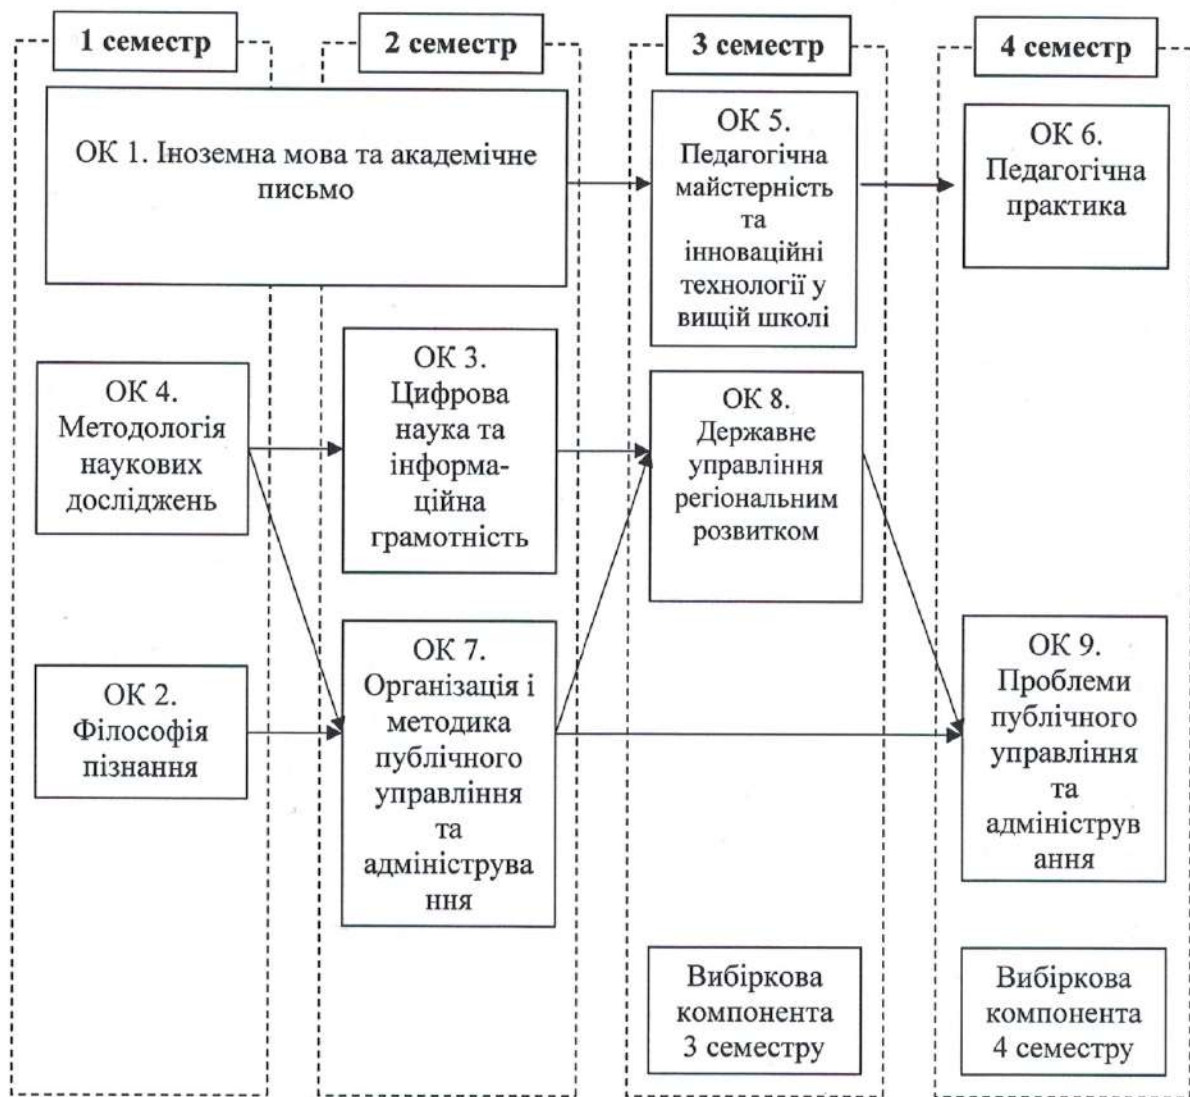 1 семестр
2 семестр
3 семестр
4 семестр
ОК 1. Іноземна мова та академічне
письмо
ОК 5.
Педагогічна
майстерність
та
інноваційні
технології у
вищій школі
ОК 6.
Педагогічна
практика
ОК 4.
Методологія
наукових
досліджень
ОК 3.
Цифрова
наука та
інформа-
ційна
грамотність
ОК 8.
Державне
управління
регіональним
розвитком
ОК 2.
Філософія
пізнання
ОК 7.
Організація і
методика
публічного
управління
та
адмініструва
ння
ОК 9.
Проблеми
публічного
управління
та
адмініструв
ання
Вибіркова
компонента
3 семестру
Вибіркова
компонента
4 семестру